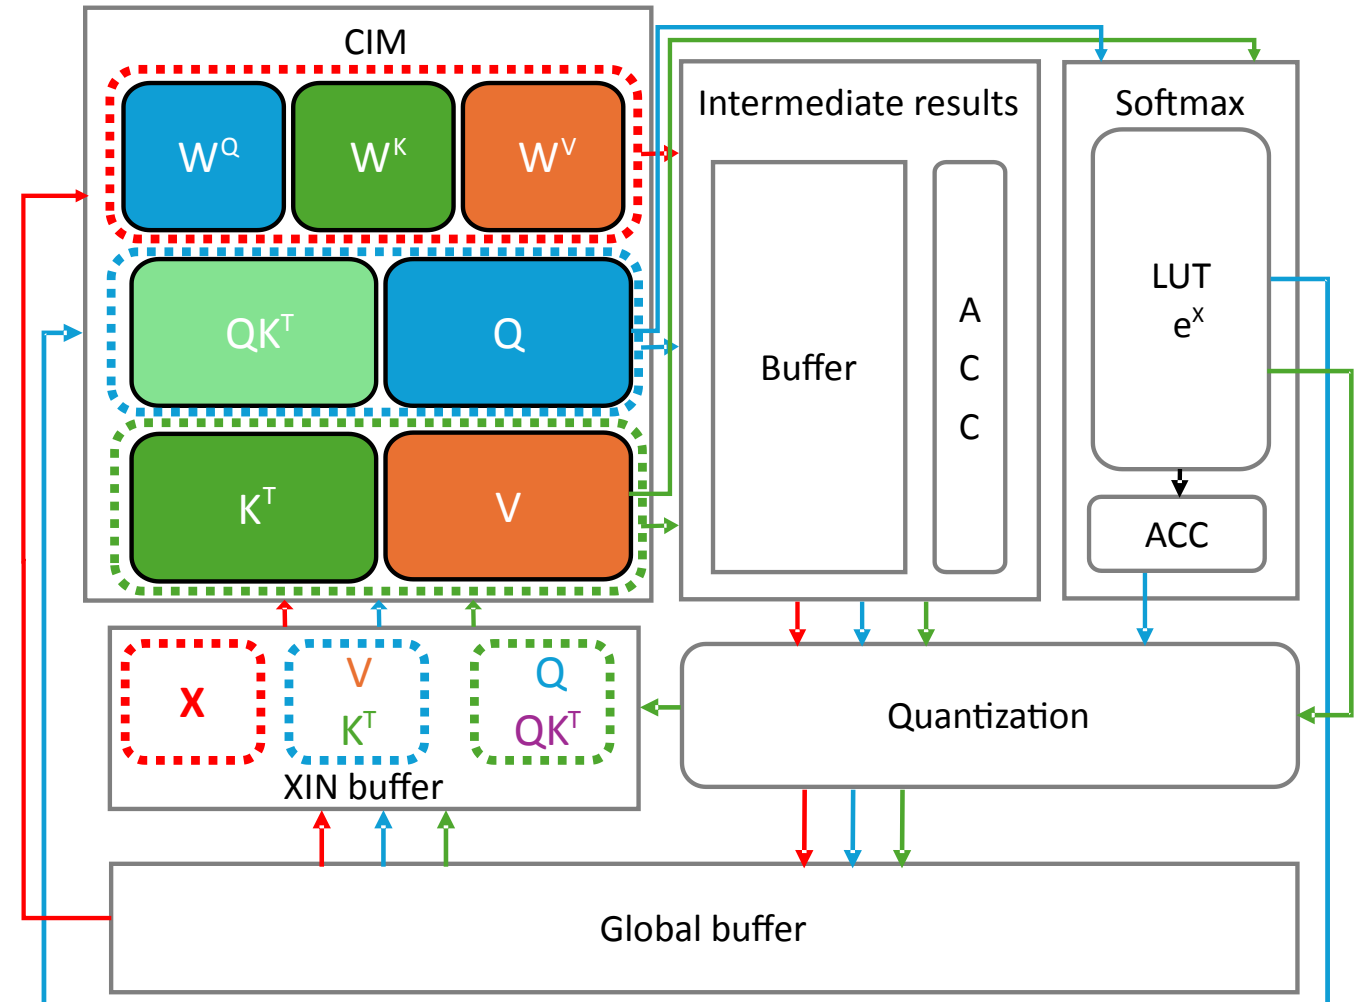 CIM
W^Q W^K W^V
QK^T Q
K^T V
Intermediate results
Buffer
A
C
C
Softmax
LUT
e^x
ACC
X
V
K^T
Q
QK^T
XIN buffer
Quantization
Global buffer